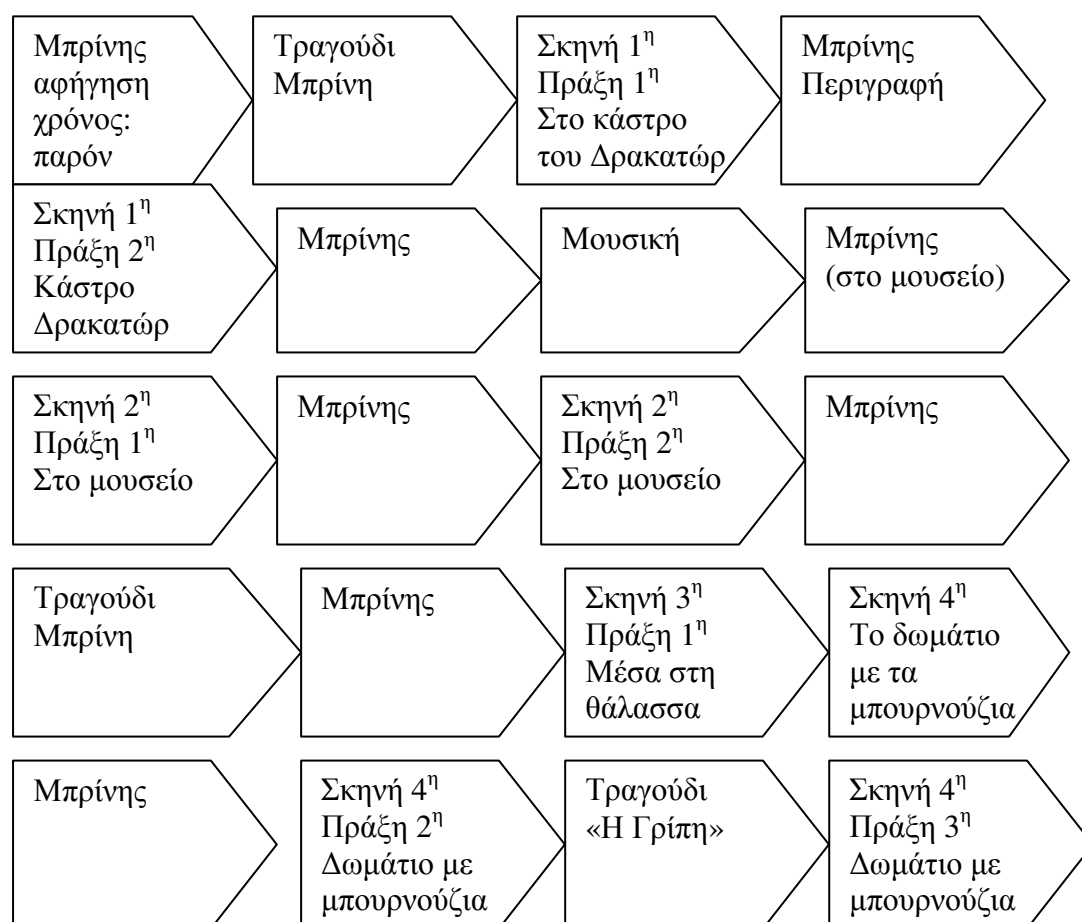 Μπρίνης
αφήγηση
χρόνος:
παρόν
Τραγούδι
Μπρίνη
Σκηνή 1η
Πράξη 1η
Στο κάστρο
του Δρακατώρ
Μπρίνης
Περιγραφή
Σκηνή 1η
Πράξη 2η
Κάστρο
Δρακατώρ
Μπρίνης
Μουσική
Μπρίνης
(στο μουσείο)
Σκηνή 2η
Πράξη 1η
Στο μουσείο
Μπρίνης
Σκηνή 2η
Πράξη 2η
Στο μουσείο
Μπρίνης
Τραγούδι
Μπρίνη
Μπρίνης
Σκηνή 3η
Πράξη 1η
Μέσα στη
θάλασσα
Σκηνή 4η
Το δωμάτιο
με τα
μπουρνούζια
Μπρίνης
Σκηνή 4η
Πράξη 2η
Δωμάτιο με
μπουρνούζια
Τραγούδι
«Η Γρίπη»
Σκηνή 4η
Πράξη 3η
Δωμάτιο με
μπουρνούζια